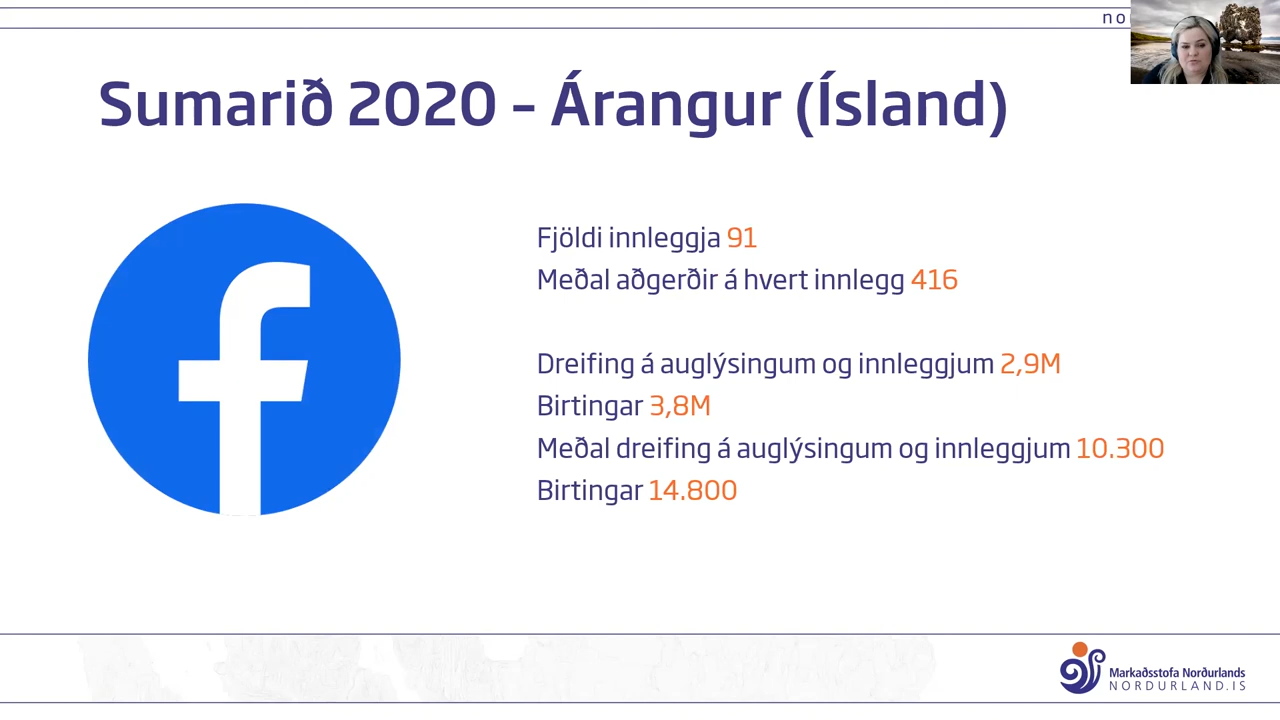 no
Sumarið 2020 – Árangur (Ísland)
Fjöldi innleggja 91
Meðal aðgerðir á hvert innlegg 416
Dreifing á auglýsingum og innleggjum 2,9M
Birtingar 3,8M
Meðal dreifing á auglýsingum og innleggjum 10.300
Birtingar 14.800
Markaðsstofa Norðurlands
NORDURLAND.IS